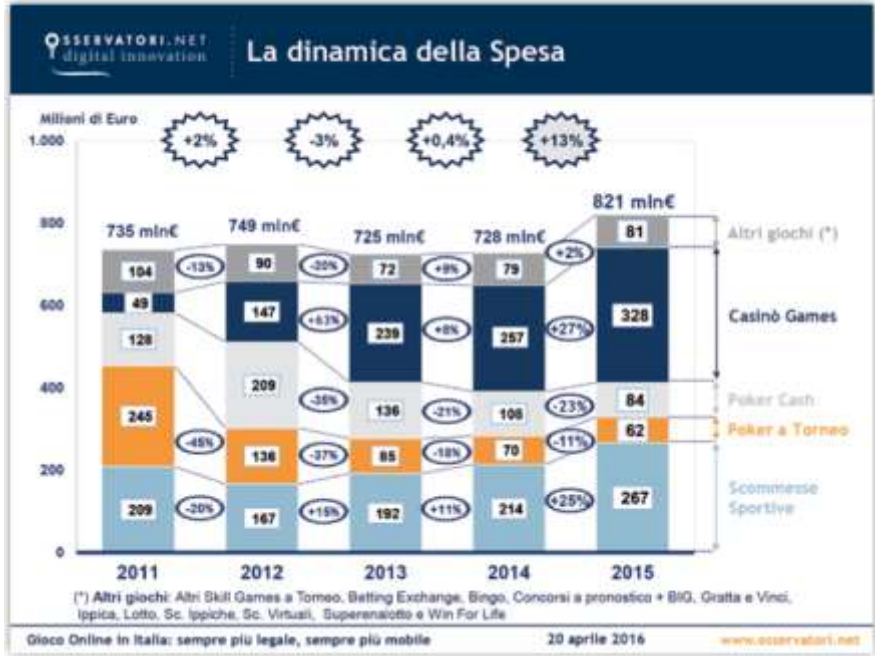 OSSERVATORI.NET
digital innovation
La dinamica della Spesa
Milioni di Euro
+2%
-3%
+0,4%
+13%
1.000
800
600
400
200
0
735 mln€
749 mln€
725 mln€
728 mln€
821 mln€
104
-13%
90
-20%
72
+9%
79
+2%
81
Altri giochi (*)
49
147
+63%
239
+8%
257
+27%
328
Casinò Games
128
209
-35%
136
-21%
108
-23%
84
Poker Cash
245
-45%
136
-37%
85
-18%
70
-11%
62
Poker a Torneo
209
-20%
167
+15%
192
+11%
214
+25%
267
Scommesse
Sportive
2011
2012
2013
2014
2015
(*) Altri giochi: Altri Skill Games a Torneo, Betting Exchange, Bingo, Concorsi a pronostico + BIG, Gratta e Vinci,
Ippica, Lotto, Sc. Ippiche, Sc. Virtuali, Superenalotto e Win For Life
Gioco Online in Italia: sempre più legale, sempre più mobile
20 aprile 2016
www.osservatori.net